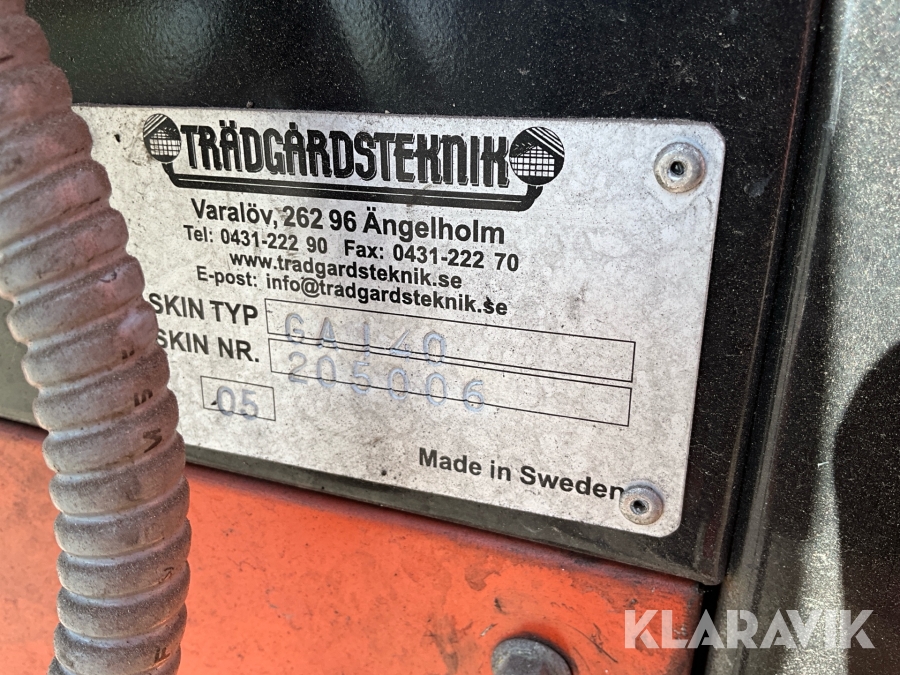 TRÄDGÅRDSTEKNIK
Varalöv, 262 96 Ängelholm
Tel: 0431-222 90 Fax: 0431-222 70
www.tradgardsteknik.se
E-post: info@tradgardsteknik.se
SKIN TYP GA140
SKIN NR. 205006
05
Made in Sweden
KLARAVIK